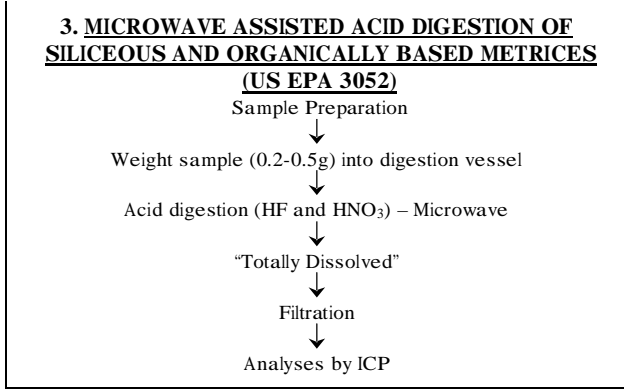 3. MICROWAVE ASSISTED ACID DIGESTION OF
SILICEOUS AND ORGANICALLY BASED METRICES
(US EPA 3052)
Sample Preparation
Weight sample (0.2-0.5g) into digestion vessel
Acid digestion (HF and HNO₃) – Microwave
“Totally Dissolved”
Filtration
Analyses by ICP